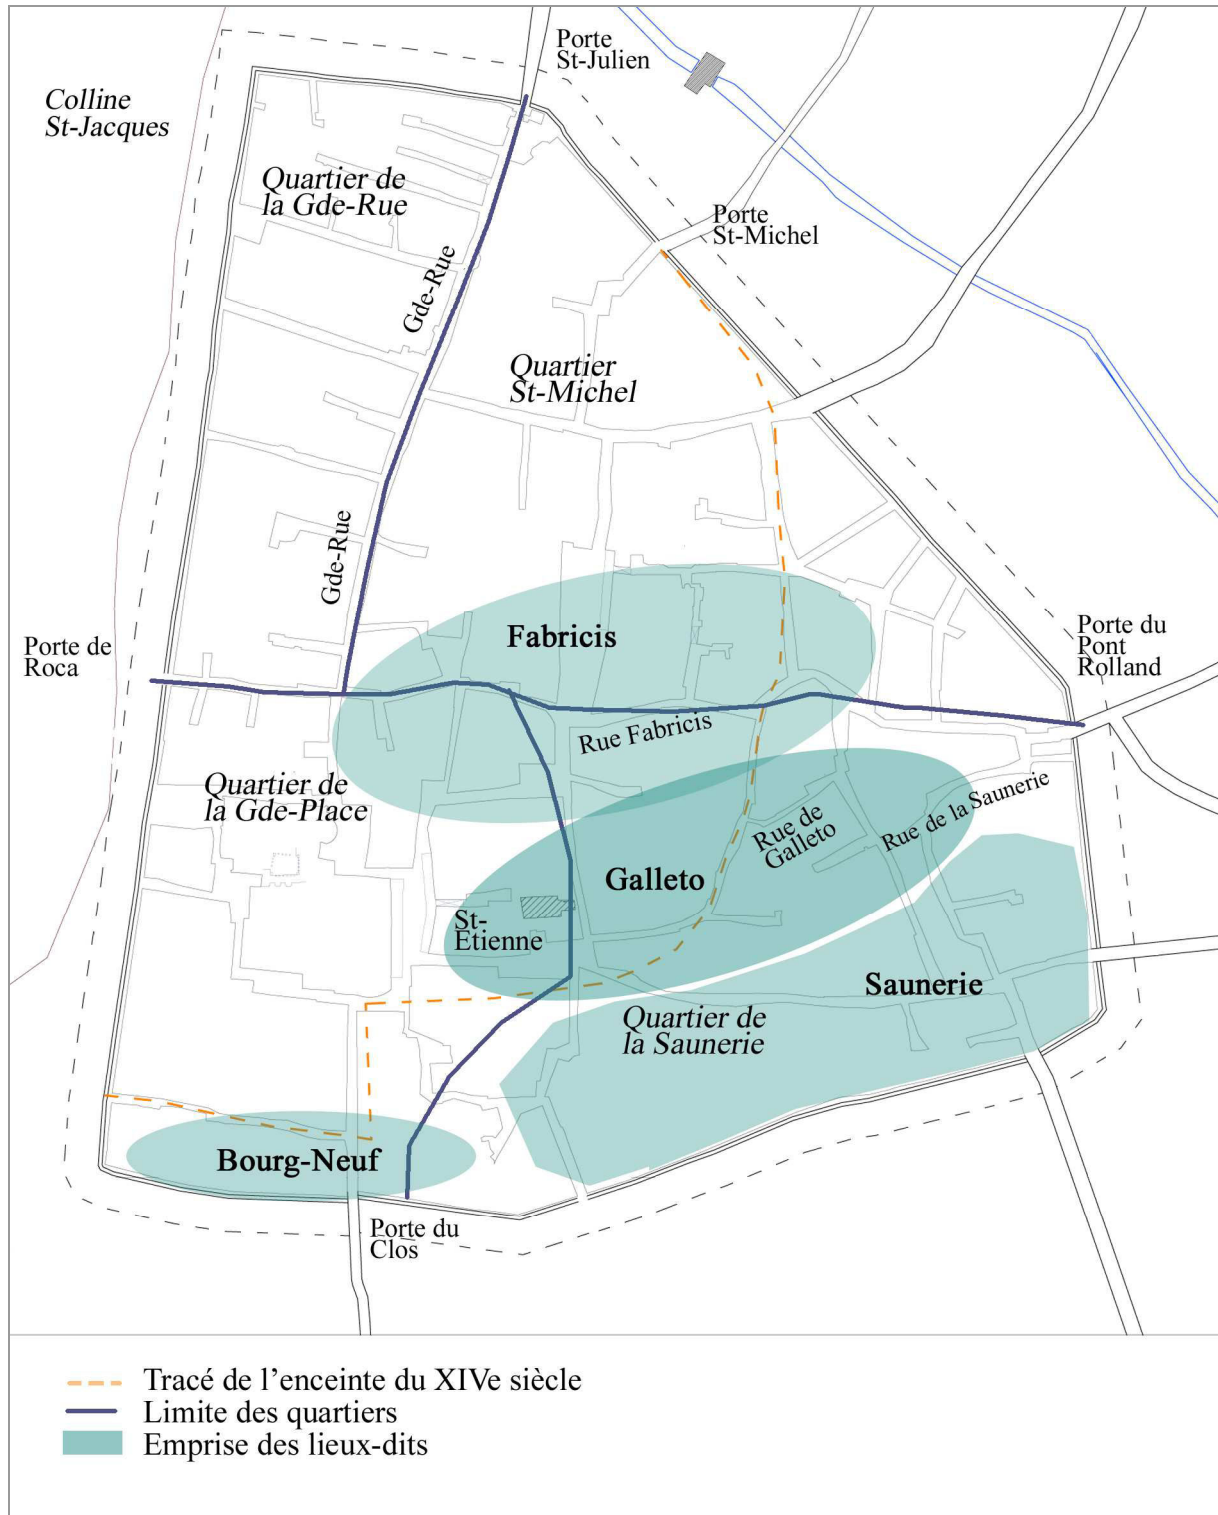 Porte
St-Julien
Colline
St-Jacques
Quartier de
la Gde-Rue
Porte
St-Michel
Gde-Rue
Quartier
St-Michel
Gde-Rue
Fabricis
Porte de
Roca
Porte du
Pont
Rolland
Rue Fabricis
Quartier de
la Gde-Place
Rue de
Galleto
Rue de la Saunerie
Galleto
St-
Etienne
Saunerie
Quartier de
la Saunerie
Bourg-Neuf
Porte du
Clos
Tracé de l’enceinte du XIVe siècle
Limite des quartiers
Emprise des lieux-dits